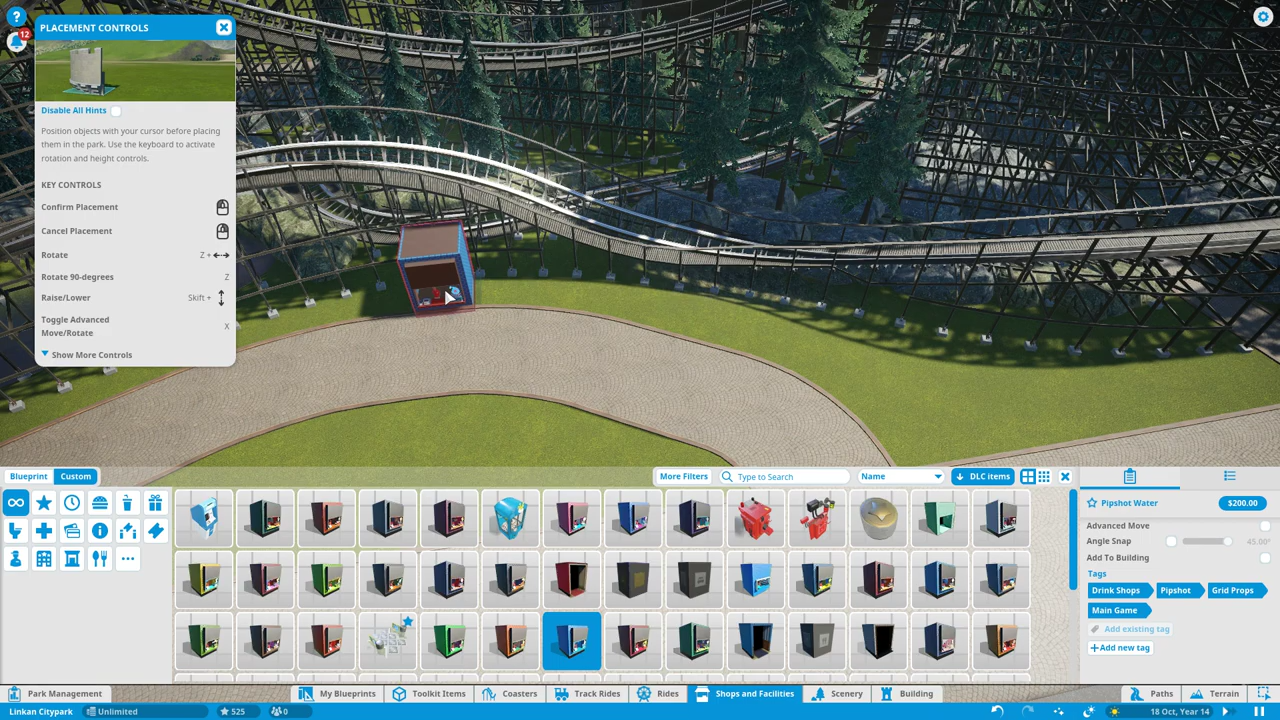 ?
12
PLACEMENT CONTROLS
Disable All Hints
Position objects with your cursor before placing
them in the park. Use the keyboard to activate
rotation and height controls.
KEY CONTROLS
Confirm Placement
Cancel Placement
Rotate Z +
Rotate 90-degrees Z
Raise/Lower Skift +
Toggle Advanced
Move/Rotate X
Show More Controls
Blueprint Custom More Filters Type to Search Name DLC items
Pipshot Water $200.00
Advanced Move
Angle Snap 45.00°
Add To Building
Tags
Drink Shops Pipshot Grid Props
Main Game
Add existing tag
+Add new tag
Park Management My Blueprints Toolkit Items Coasters Track Rides Rides Shops and Facilities Scenery Building Paths Terrain
Linkan Citypark Unlimited 525 0 18 Oct, Year 14